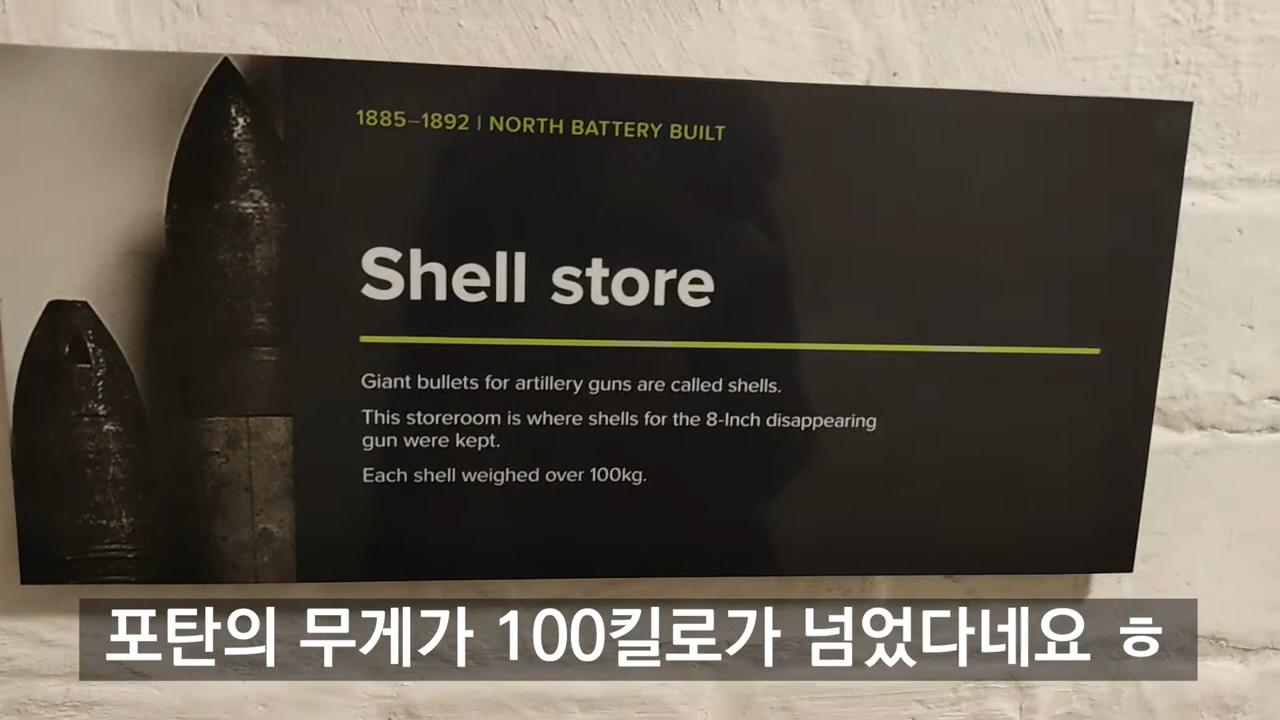 1885–1892 | NORTH BATTERY BUILT
Shell store
Giant bullets for artillery guns are called shells.
This storeroom is where shells for the 8-Inch disappearing
gun were kept.
Each shell weighed over 100kg.
포탄의 무게가 100킬로가 넘었다네요 ㅎ